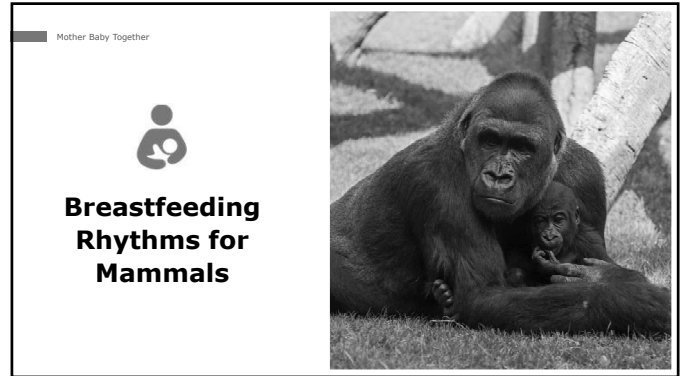 Mother Baby Together
Breastfeeding
Rhythms for
Mammals